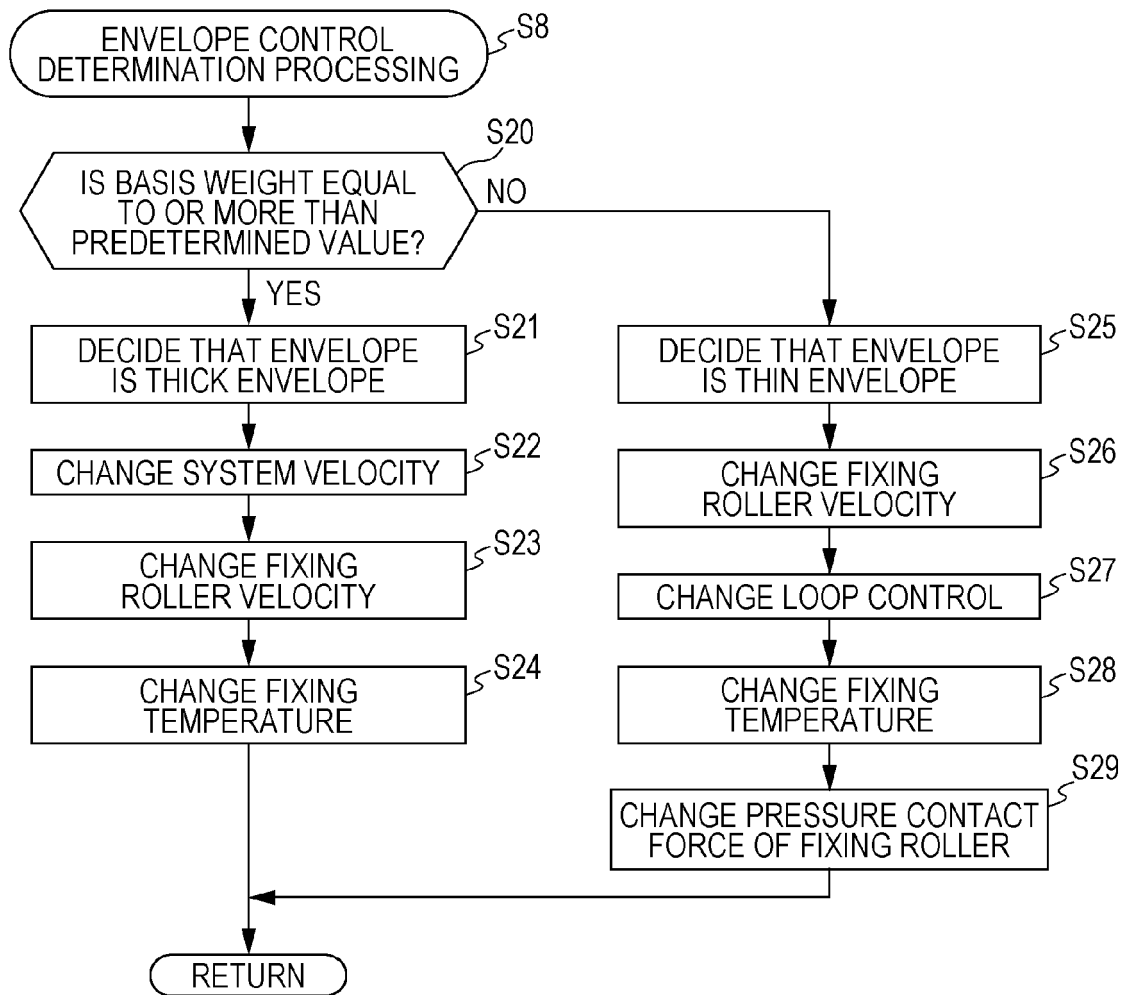 ENVELOPE CONTROL
DETERMINATION PROCESSING
S8
S20
IS BASIS WEIGHT EQUAL
TO OR MORE THAN
PREDETERMINED VALUE?
NO
YES
S21
DECIDE THAT ENVELOPE
IS THICK ENVELOPE
S22
CHANGE SYSTEM VELOCITY
S23
CHANGE FIXING
ROLLER VELOCITY
S24
CHANGE FIXING
TEMPERATURE
S25
DECIDE THAT ENVELOPE
IS THIN ENVELOPE
S26
CHANGE FIXING
ROLLER VELOCITY
S27
CHANGE LOOP CONTROL
S28
CHANGE FIXING
TEMPERATURE
S29
CHANGE PRESSURE CONTACT
FORCE OF FIXING ROLLER
RETURN